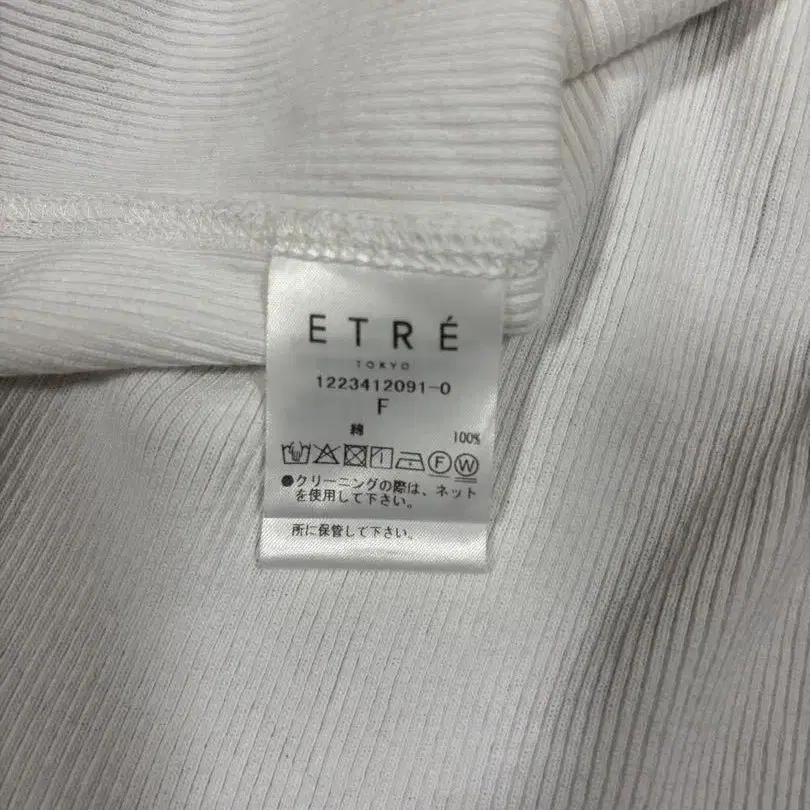 ETRÉ
TOKYO
1223412091-0
F
綿 100%
F W
●クリーニングの際は、ネット
を使用して下さい。
所に保管して下さい。